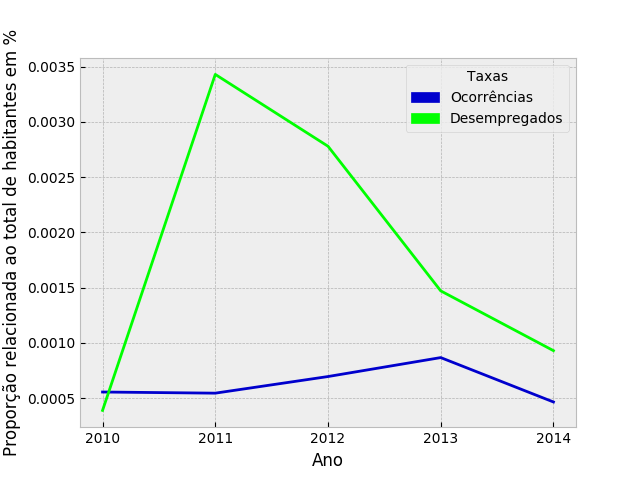 Proporção relacionada ao total de habitantes em %
0.0035
0.0030
0.0025
0.0020
0.0015
0.0010
0.0005
Taxas
Ocorrências
Desempregados
2010 2011 2012 2013 2014
Ano